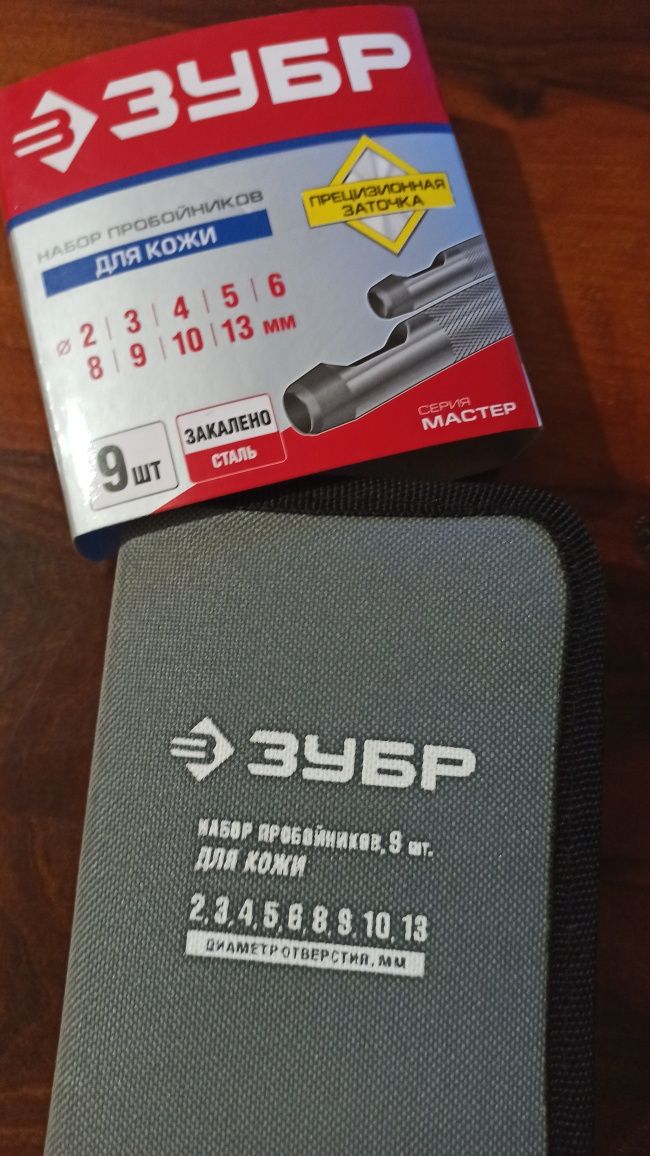 ЗУБР
НАБОР ПРОБОЙНИКОВ
ДЛЯ КОЖИ
ПРЕЦИЗИОННАЯ
ЗАТОЧКА
⌀ 2 | 3 | 4 | 5 | 6
8 | 9 | 10 | 13 мм
9 шт
ЗАКАЛЕНО
СТАЛЬ
СЕРИЯ
МАСТЕР
ЗУБР
НАБОР ПРОБОЙНИКОВ, 9 шт.
ДЛЯ КОЖИ
2, 3, 4, 5, 6, 8, 9, 10, 13
ДИАМЕТР ОТВЕРСТИЯ, ММ